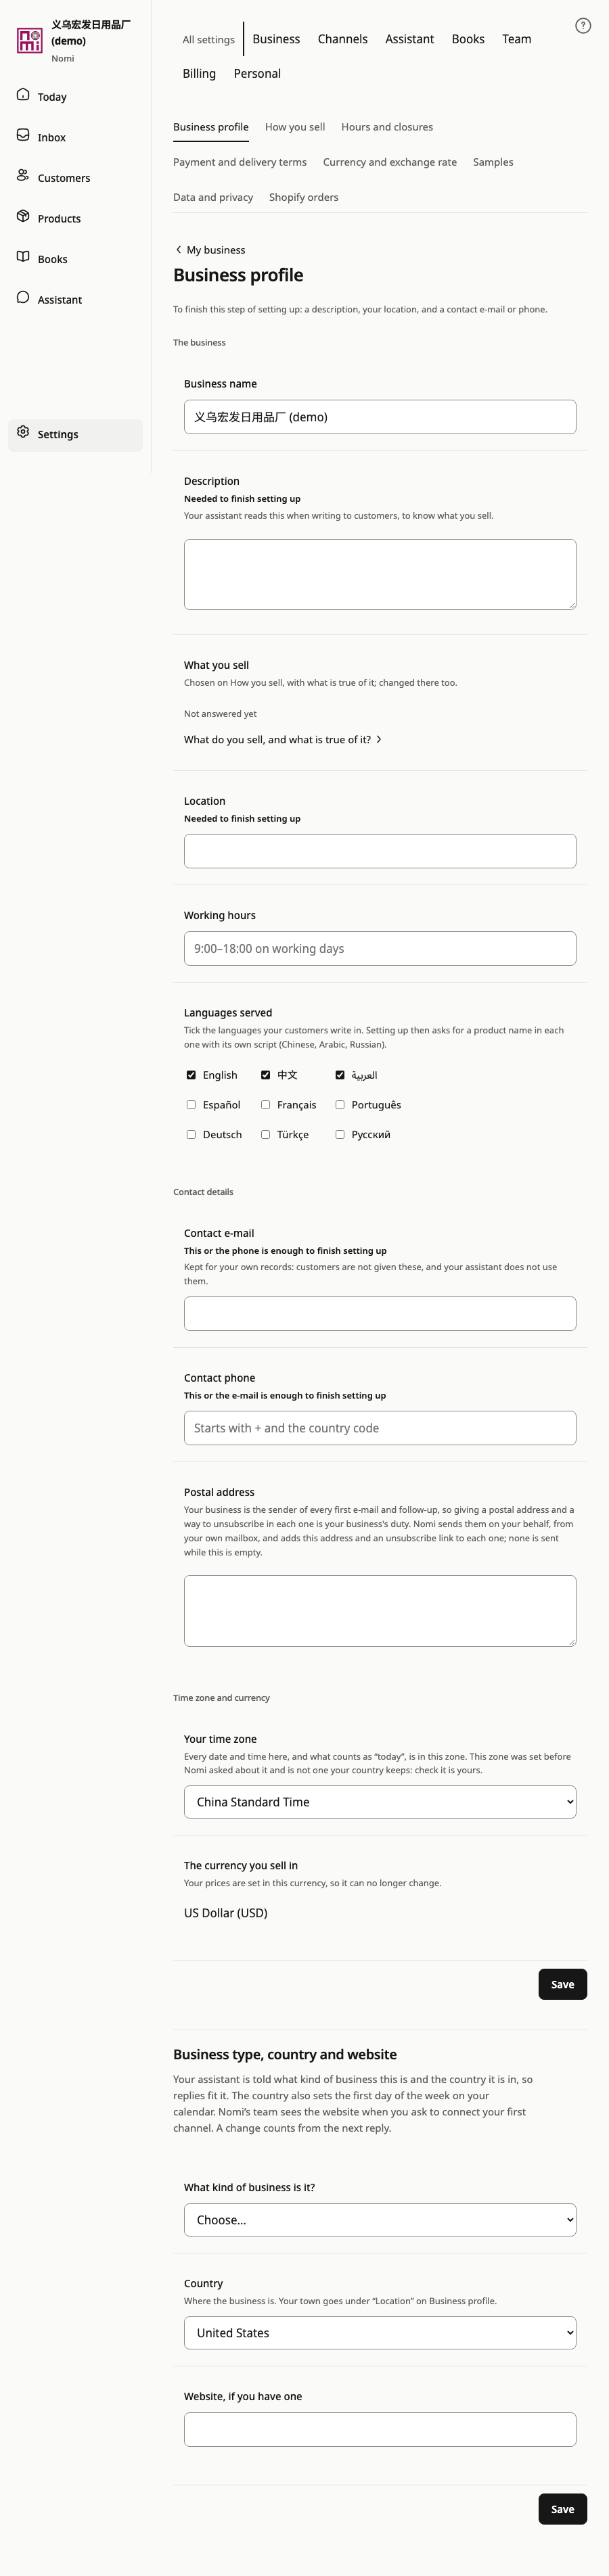 义乌宏发日用品厂
(demo)
Nomi
Today
Inbox
Customers
Products
Books
Assistant
Settings
All settings
Business
Channels
Assistant
Books
Team
Billing
Personal
Business profile
How you sell
Hours and closures
Payment and delivery terms
Currency and exchange rate
Samples
Data and privacy
Shopify orders
My business
Business profile
To finish this step of setting up: a description, your location, and a contact e-mail or phone.
The business
Business name
义乌宏发日用品厂 (demo)
Description
Needed to finish setting up
Your assistant reads this when writing to customers, to know what you sell.
What you sell
Chosen on How you sell, with what is true of it; changed there too.
Not answered yet
What do you sell, and what is true of it?
Location
Needed to finish setting up
Working hours
9:00–18:00 on working days
Languages served
Tick the languages your customers write in. Setting up then asks for a product name in each
one with its own script (Chinese, Arabic, Russian).
English
中文
العربية
Español
Français
Português
Deutsch
Türkçe
Русский
Contact details
Contact e-mail
This or the phone is enough to finish setting up
Kept for your own records: customers are not given these, and your assistant does not use
them.
Contact phone
This or the e-mail is enough to finish setting up
Starts with + and the country code
Postal address
Your business is the sender of every first e-mail and follow-up, so giving a postal address and a
way to unsubscribe in each one is your business's duty. Nomi sends them on your behalf, from
your own mailbox, and adds this address and an unsubscribe link to each one; none is sent
while this is empty.
Time zone and currency
Your time zone
Every date and time here, and what counts as “today”, is in this zone. This zone was set before
Nomi asked about it and is not one your country keeps: check it is yours.
China Standard Time
The currency you sell in
Your prices are set in this currency, so it can no longer change.
US Dollar (USD)
Save
Business type, country and website
Your assistant is told what kind of business this is and the country it is in, so
replies fit it. The country also sets the first day of the week on your
calendar. Nomi’s team sees the website when you ask to connect your first
channel. A change counts from the next reply.
What kind of business is it?
Choose…
Country
Where the business is. Your town goes under “Location” on Business profile.
United States
Website, if you have one
Save